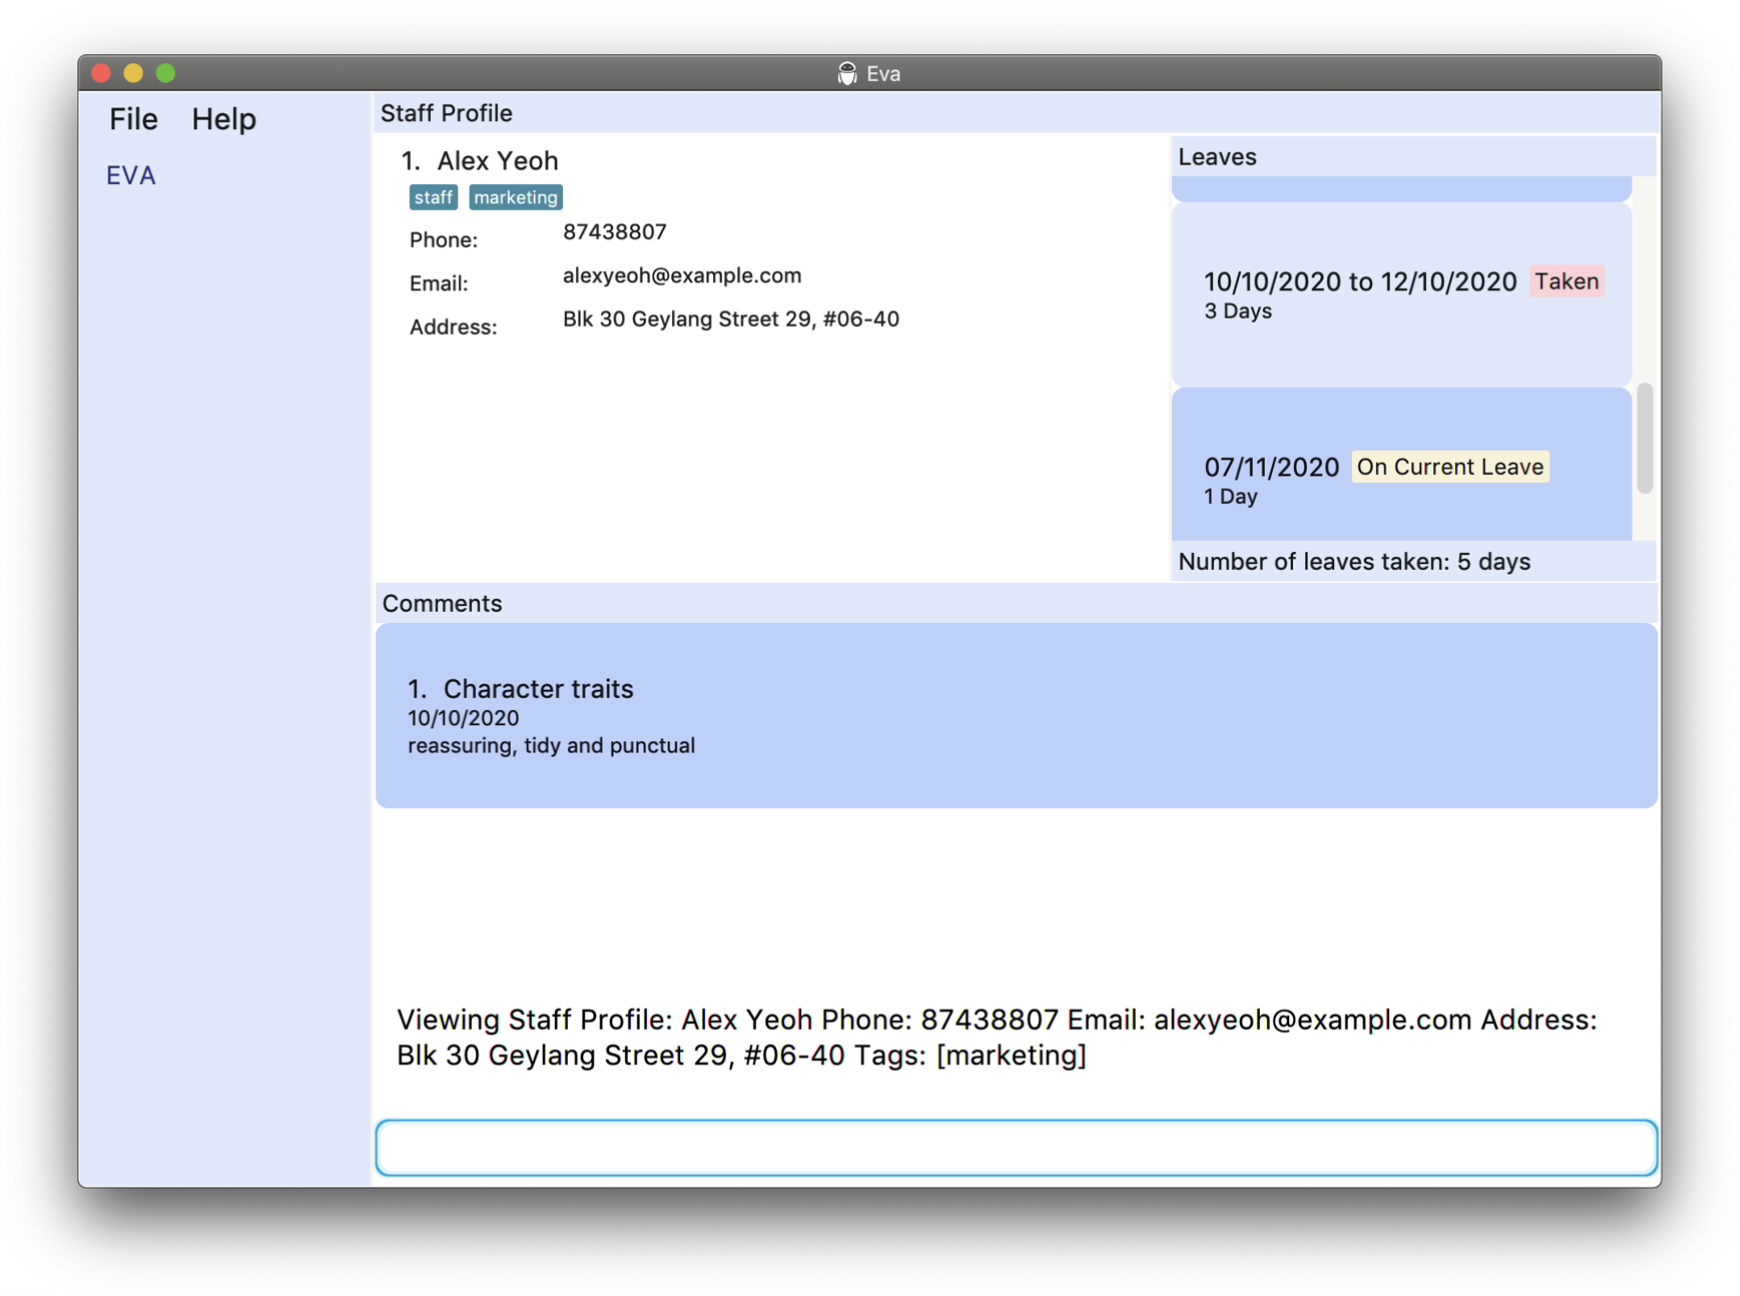 Eva
File Help
EVA
Staff Profile
1. Alex Yeoh
staff marketing
Phone: 87438807
Email: alexyeoh@example.com
Address: Blk 30 Geylang Street 29, #06-40
Leaves
10/10/2020 to 12/10/2020 Taken
3 Days
07/11/2020 On Current Leave
1 Day
Number of leaves taken: 5 days
Comments
1. Character traits
10/10/2020
reassuring, tidy and punctual
Viewing Staff Profile: Alex Yeoh Phone: 87438807 Email: alexyeoh@example.com Address:
Blk 30 Geylang Street 29, #06-40 Tags: [marketing]